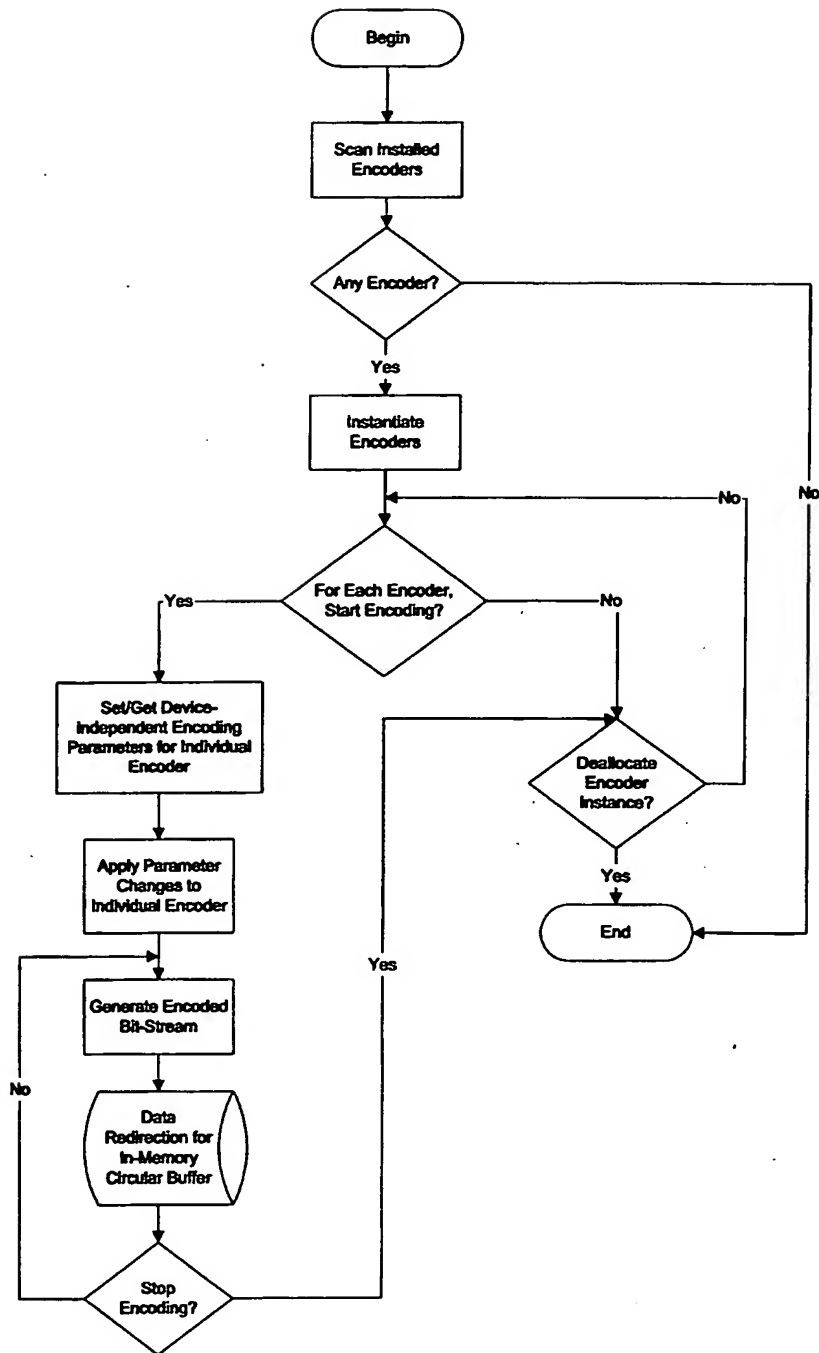 Begin
Scan Installed
Encoders
Any Encoder?
Yes
No
Instantiate
Encoders
No
For Each Encoder,
Start Encoding?
Yes
No
Set/Get Device-
Independent Encoding
Parameters for Individual
Encoder
Deallocate
Encoder
Instance?
Yes
End
Apply Parameter
Changes to
Individual Encoder
Yes
Generate Encoded
Bit-Stream
No
Data
Redirection for
In-Memory
Circular Buffer
Stop
Encoding?